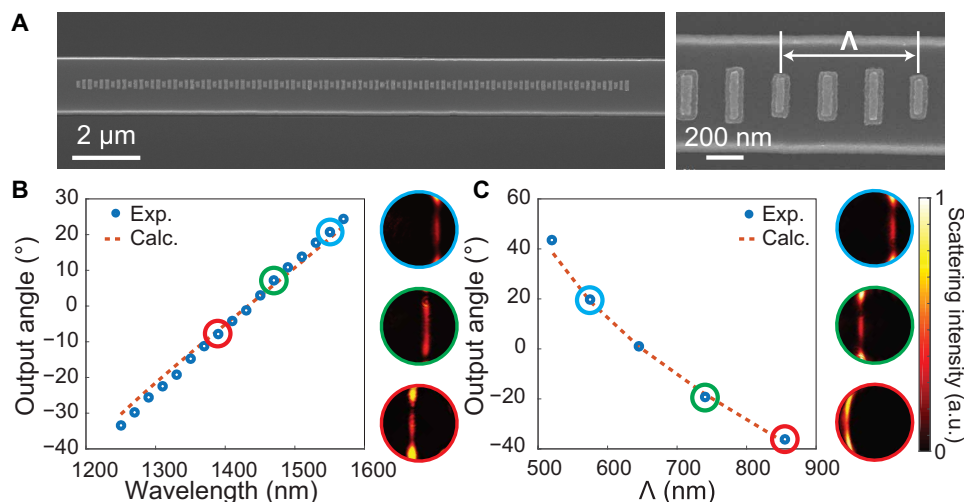 A
2 μm
Λ
200 nm
B
30
20
10
0
−10
−20
−30
−40
1200
1300
1400
1500
1600
Output angle (°)
Wavelength (nm)
Exp.
Calc.
C
60
40
20
0
−20
−40
500
600
700
800
900
Output angle (°)
Λ (nm)
Exp.
Calc.
1
0
Scattering intensity (a.u.)